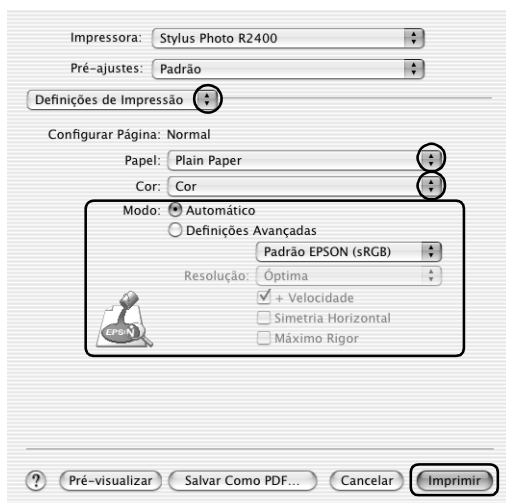 Impressora: Stylus Photo R2400
Pré-ajustes: Padrão
Definições de Impressão
Configurar Página: Normal
Papel: Plain Paper
Cor: Cor
Modo: Automático
Definições Avançadas
Padrão EPSON (sRGB)
Resolução: Óptima
+ Velocidade
Simetria Horizontal
Máximo Rigor
EPSON
? Pré-visualizar Salvar Como PDF... Cancelar Imprimir